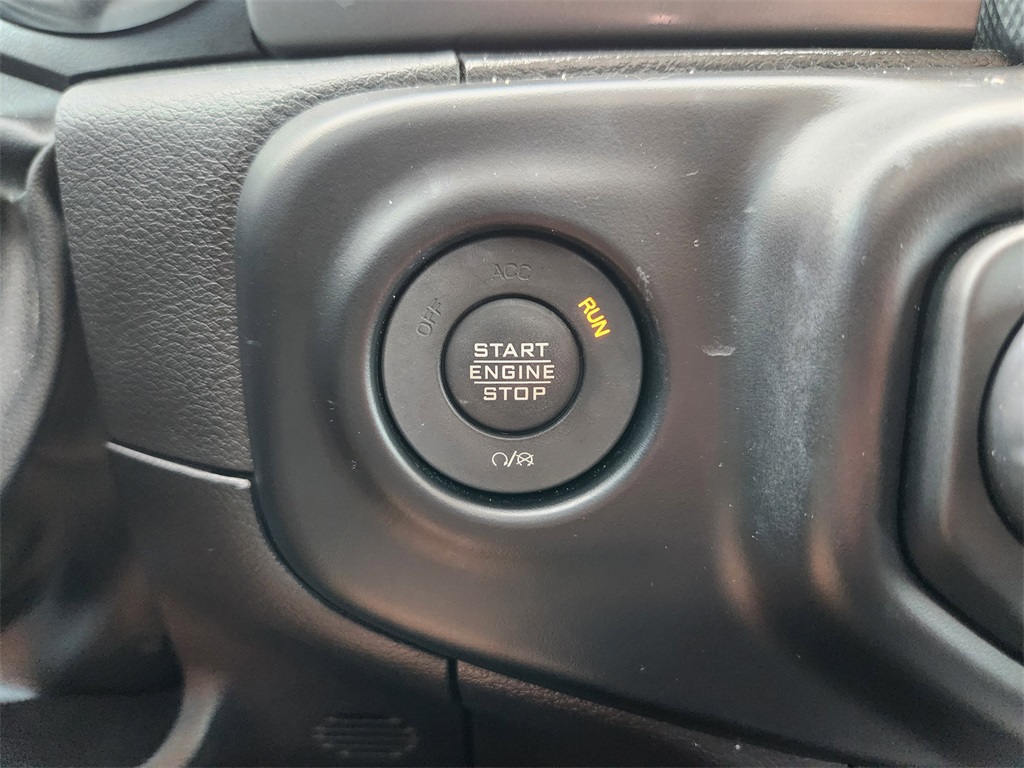 ACC
OFF
RUN
START
ENGINE
STOP